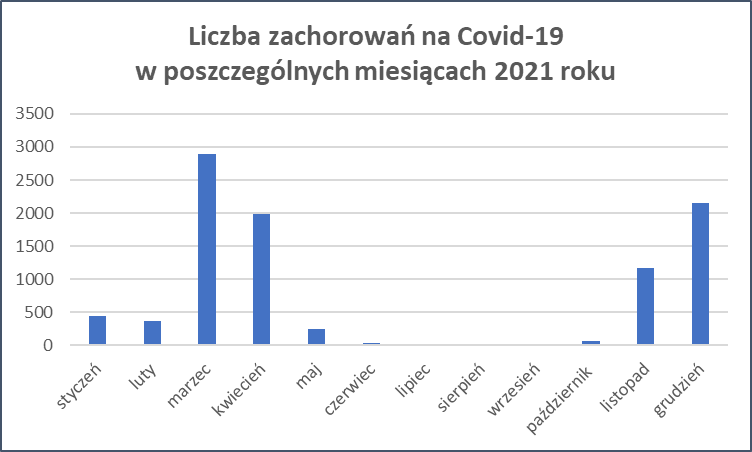 Liczba zachorowań na Covid-19
w poszczególnych miesiącach 2021 roku
3500
3000
2500
2000
1500
1000
500
0
styczeń
luty
marzec
kwiecień
maj
czerwiec
lipiec
sierpień
wrzesień
październik
listopad
grudzień